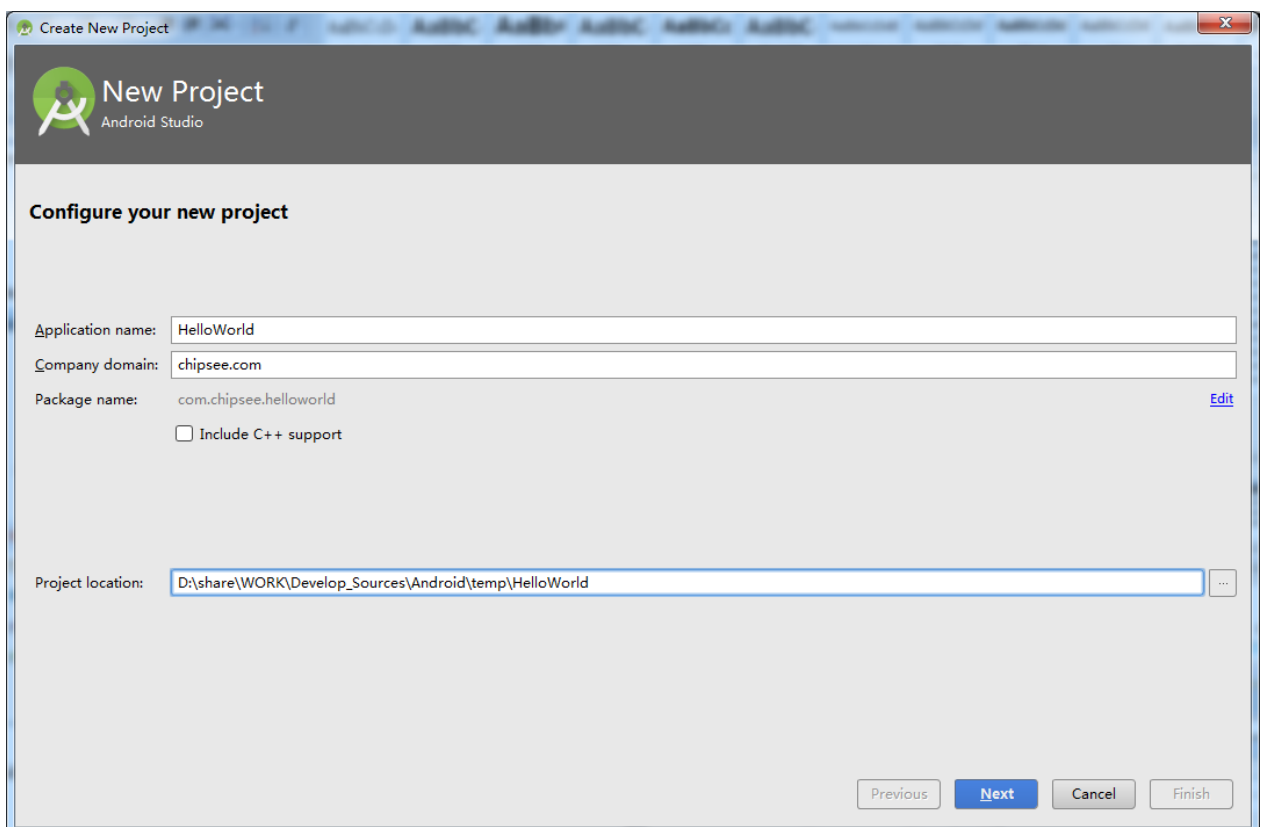 Create New Project
New Project
Android Studio
Configure your new project
Application name: HelloWorld
Company domain: chipsee.com
Package name: com.chipsee.helloworld Edit
Include C++ support
Project location: D:\share\WORK\Develop_Sources\Android\temp\HelloWorld ...
Previous Next Cancel Finish